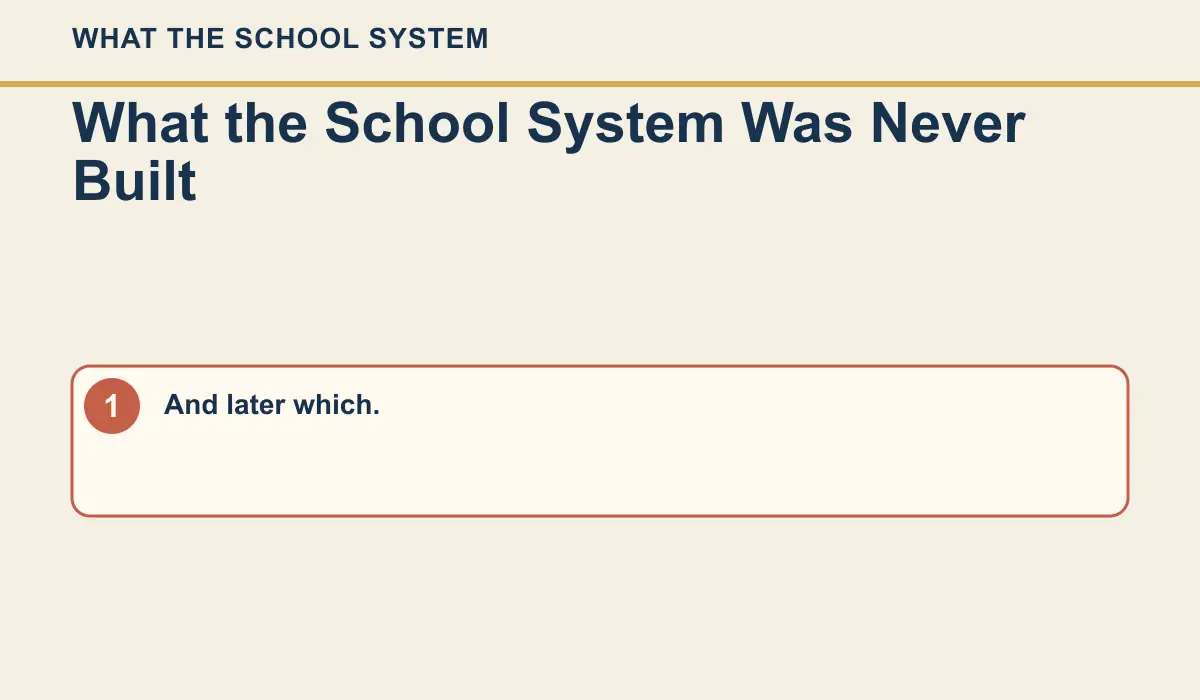 WHAT THE SCHOOL SYSTEM
What the School System Was Never
Built
1
And later which.